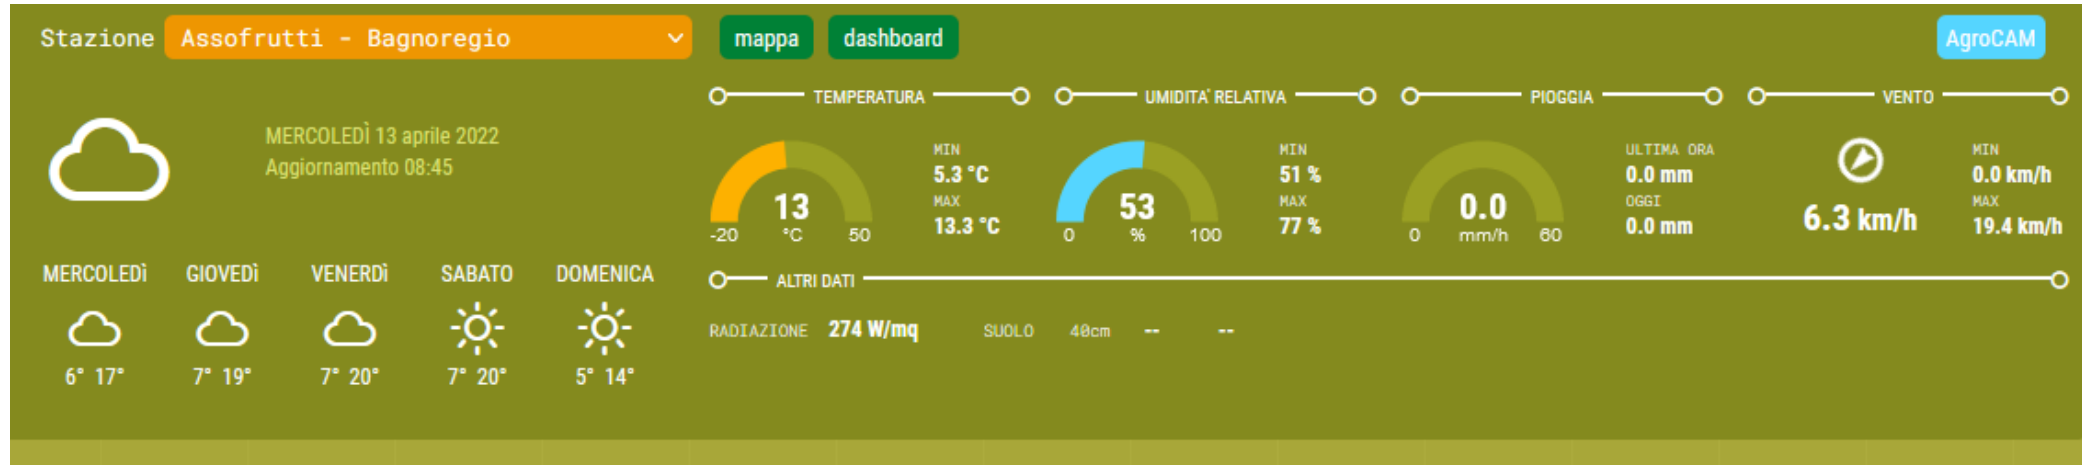 Stazione Assofrutti - Bagnoregio mappa dashboard AgroCAM
MERCOLEDÌ 13 aprile 2022
Aggiornamento 08:45
TEMPERATURA
13
°C
-20 50
MIN
5.3 °C
MAX
13.3 °C
UMIDITA' RELATIVA
53
%
0 100
MIN
51 %
MAX
77 %
PIOGGIA
0.0
mm/h
0 60
ULTIMA ORA
0.0 mm
OGGI
0.0 mm
VENTO
6.3 km/h
MIN
0.0 km/h
MAX
19.4 km/h
MERCOLEDì GIOVEDì VENERDì SABATO DOMENICA
6° 17° 7° 19° 7° 20° 7° 20° 5° 14°
ALTRI DATI
RADIAZIONE 274 W/mq SUOLO 40cm -- --